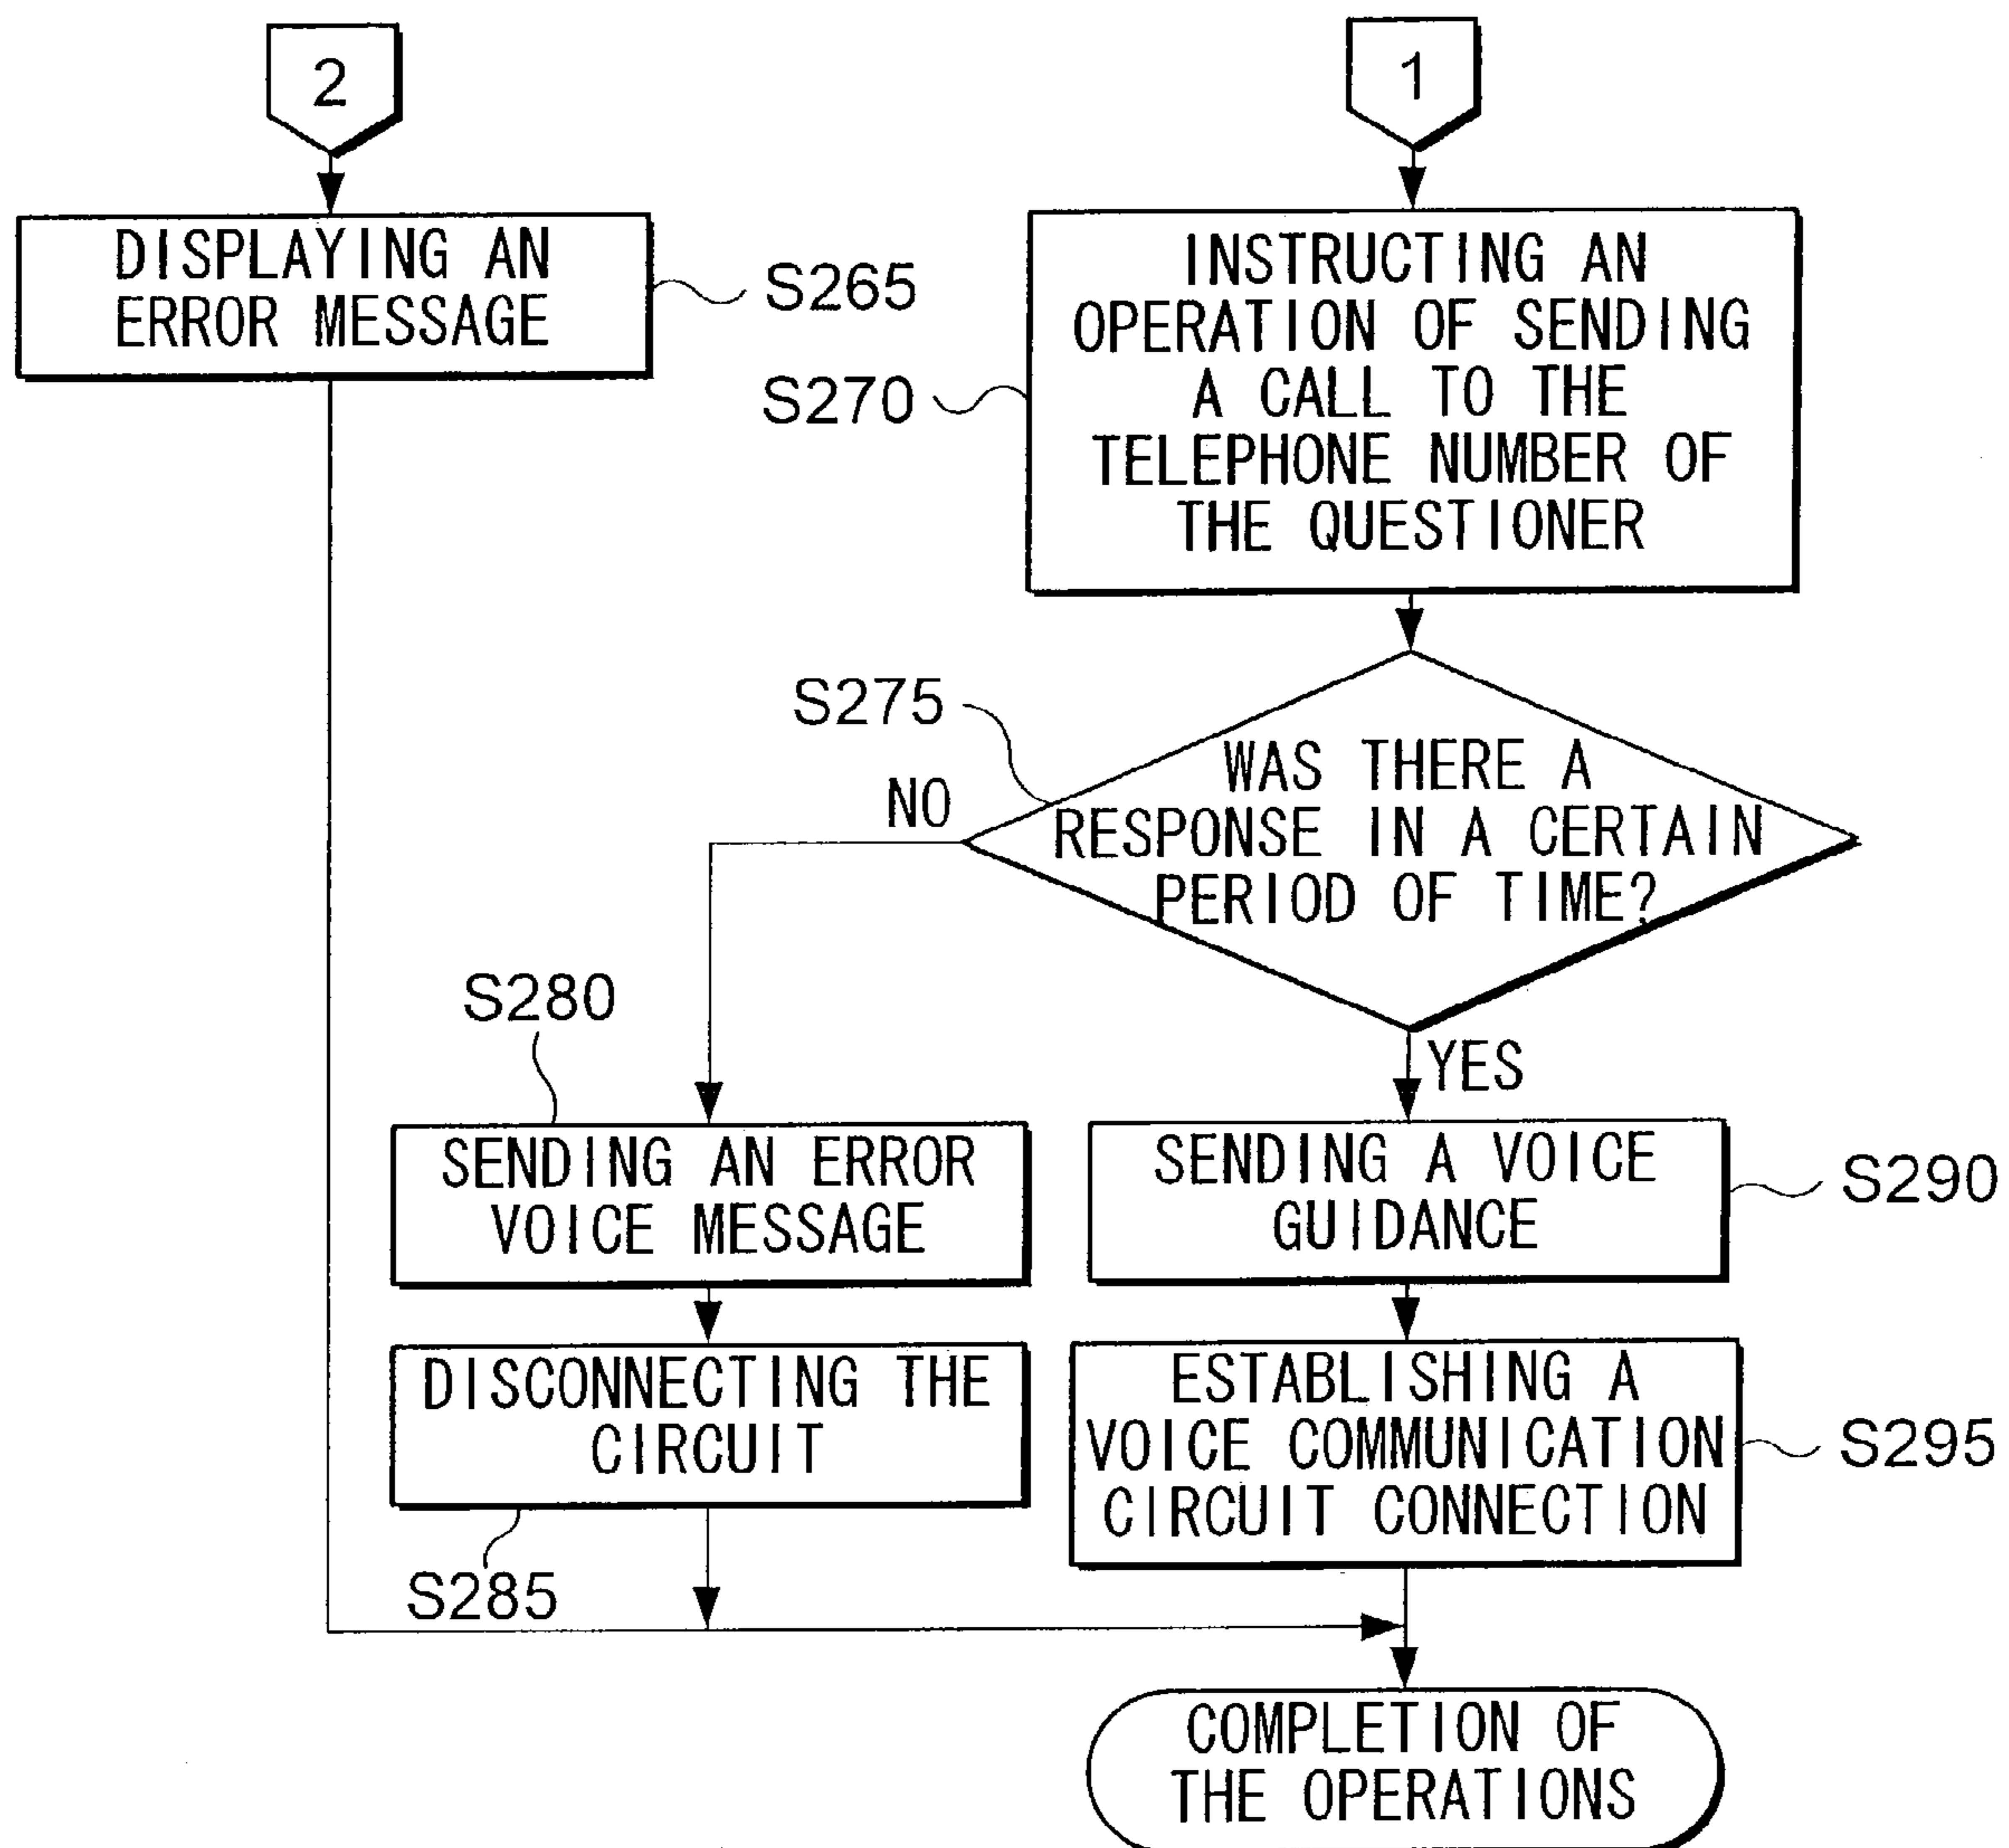 2
1
DISPLAYING AN
ERROR MESSAGE
S265
INSTRUCTING AN
OPERATION OF SENDING
A CALL TO THE
TELEPHONE NUMBER OF
THE QUESTIONER
S270
S275
WAS THERE A
RESPONSE IN A CERTAIN
PERIOD OF TIME?
NO
YES
S280
SENDING AN ERROR
VOICE MESSAGE
SENDING A VOICE
GUIDANCE
S290
DISCONNECTING THE
CIRCUIT
S285
ESTABLISHING A
VOICE COMMUNICATION
CIRCUIT CONNECTION
S295
COMPLETION OF
THE OPERATIONS